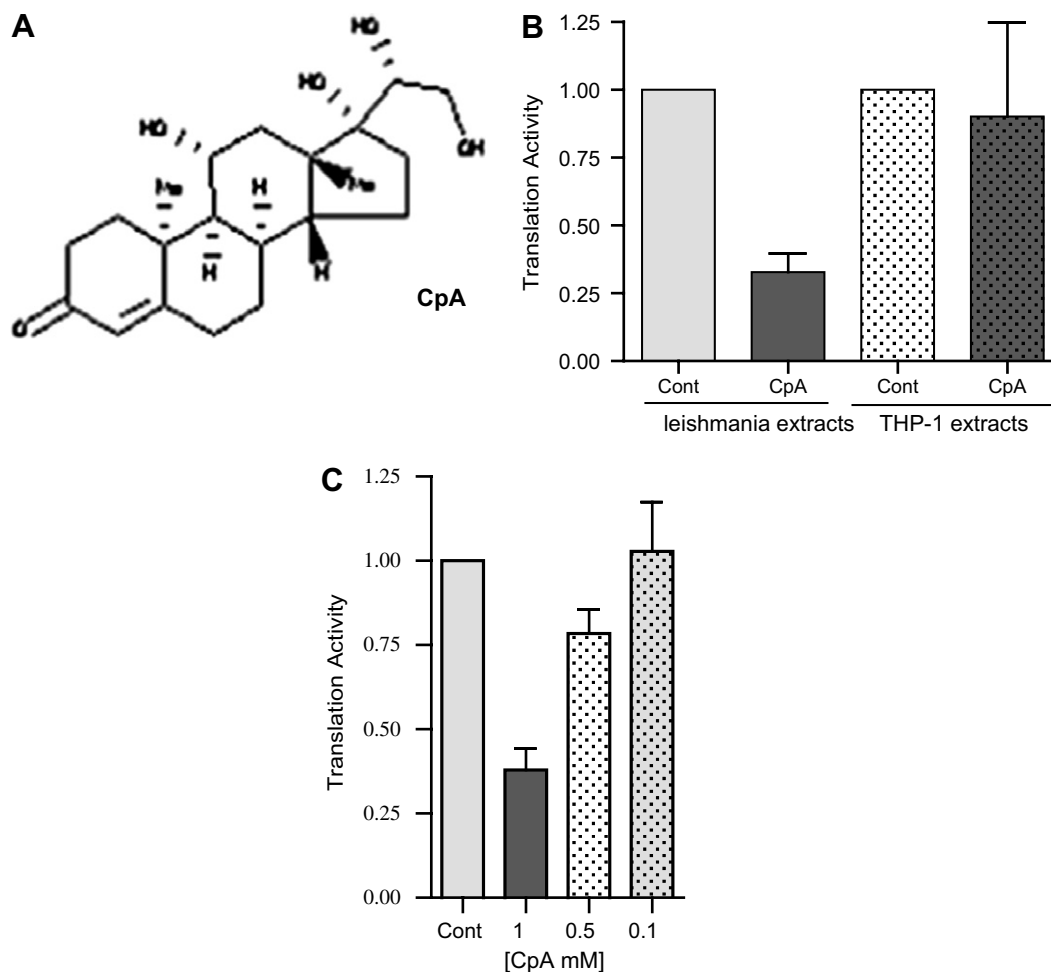 A
HO
HO
HO
OH
Me
H
Me
H
H
O
CpA
B
1.25
1.00
0.75
0.50
0.25
0.00
Translation Activity
Cont CpA Cont CpA
leishmania extracts THP-1 extracts
C
1.25
1.00
0.75
0.50
0.25
0.00
Translation Activity
Cont 1 0.5 0.1
[CpA mM]